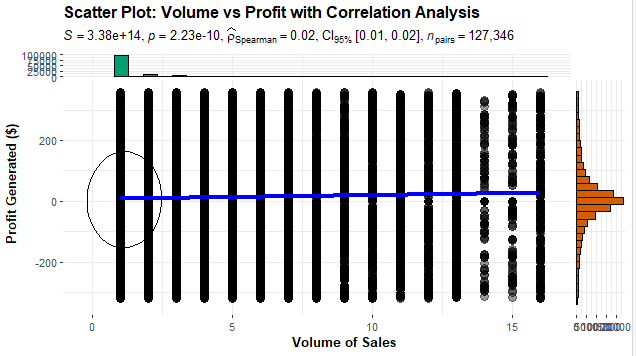 Scatter Plot: Volume vs Profit with Correlation Analysis
S = 3.38e+14, p = 2.23e-10, ρ̂Spearman = 0.02, CI95% [0.01, 0.02], npairs = 127,346
100000
75000
50000
25000
0
200
0
-200
Profit Generated ($)
0 5 10 15
Volume of Sales